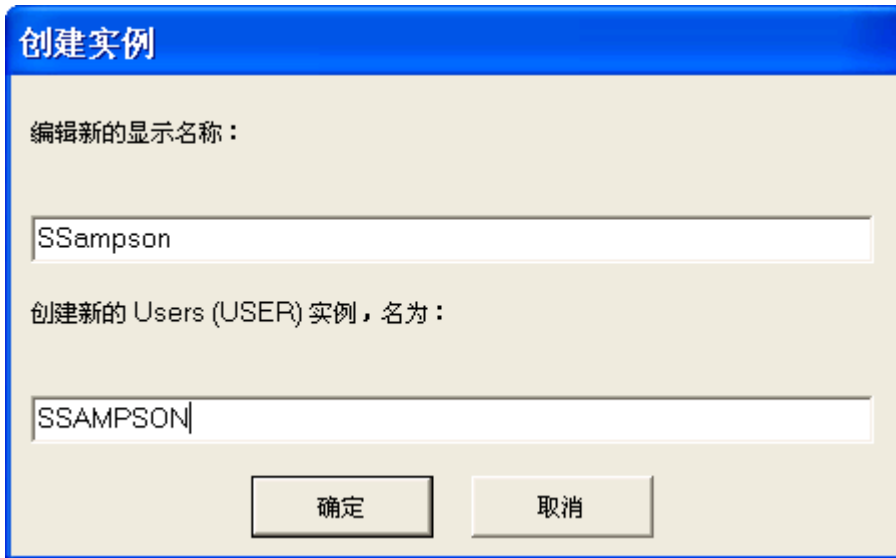 创建实例
编辑新的显示名称：
SSampson
创建新的 Users (USER) 实例，名为：
SSAMPSON
确定
取消